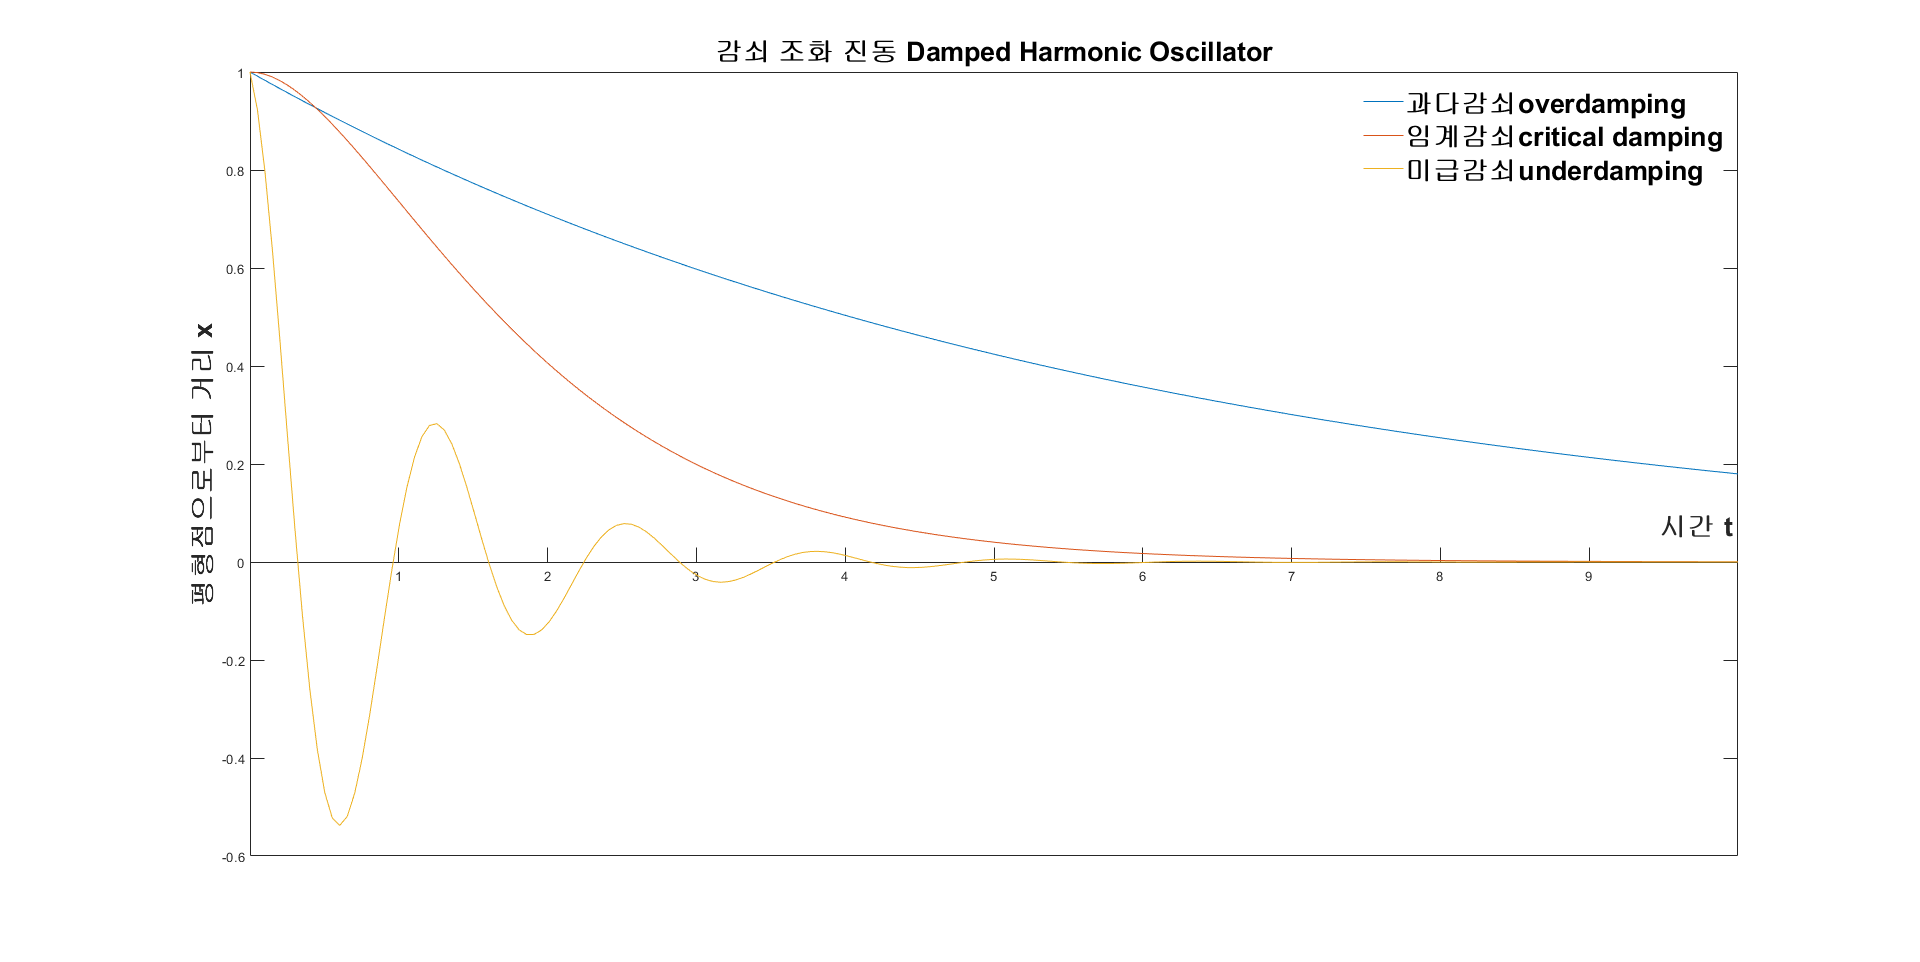 감쇠 조화 진동 Damped Harmonic Oscillator
과다감쇠overdamping
임계감쇠critical damping
미급감쇠underdamping
평형점으로부터 거리 x
1
0.8
0.6
0.4
0.2
0
-0.2
-0.4
-0.6
시간 t
1 2 3 4 5 6 7 8 9